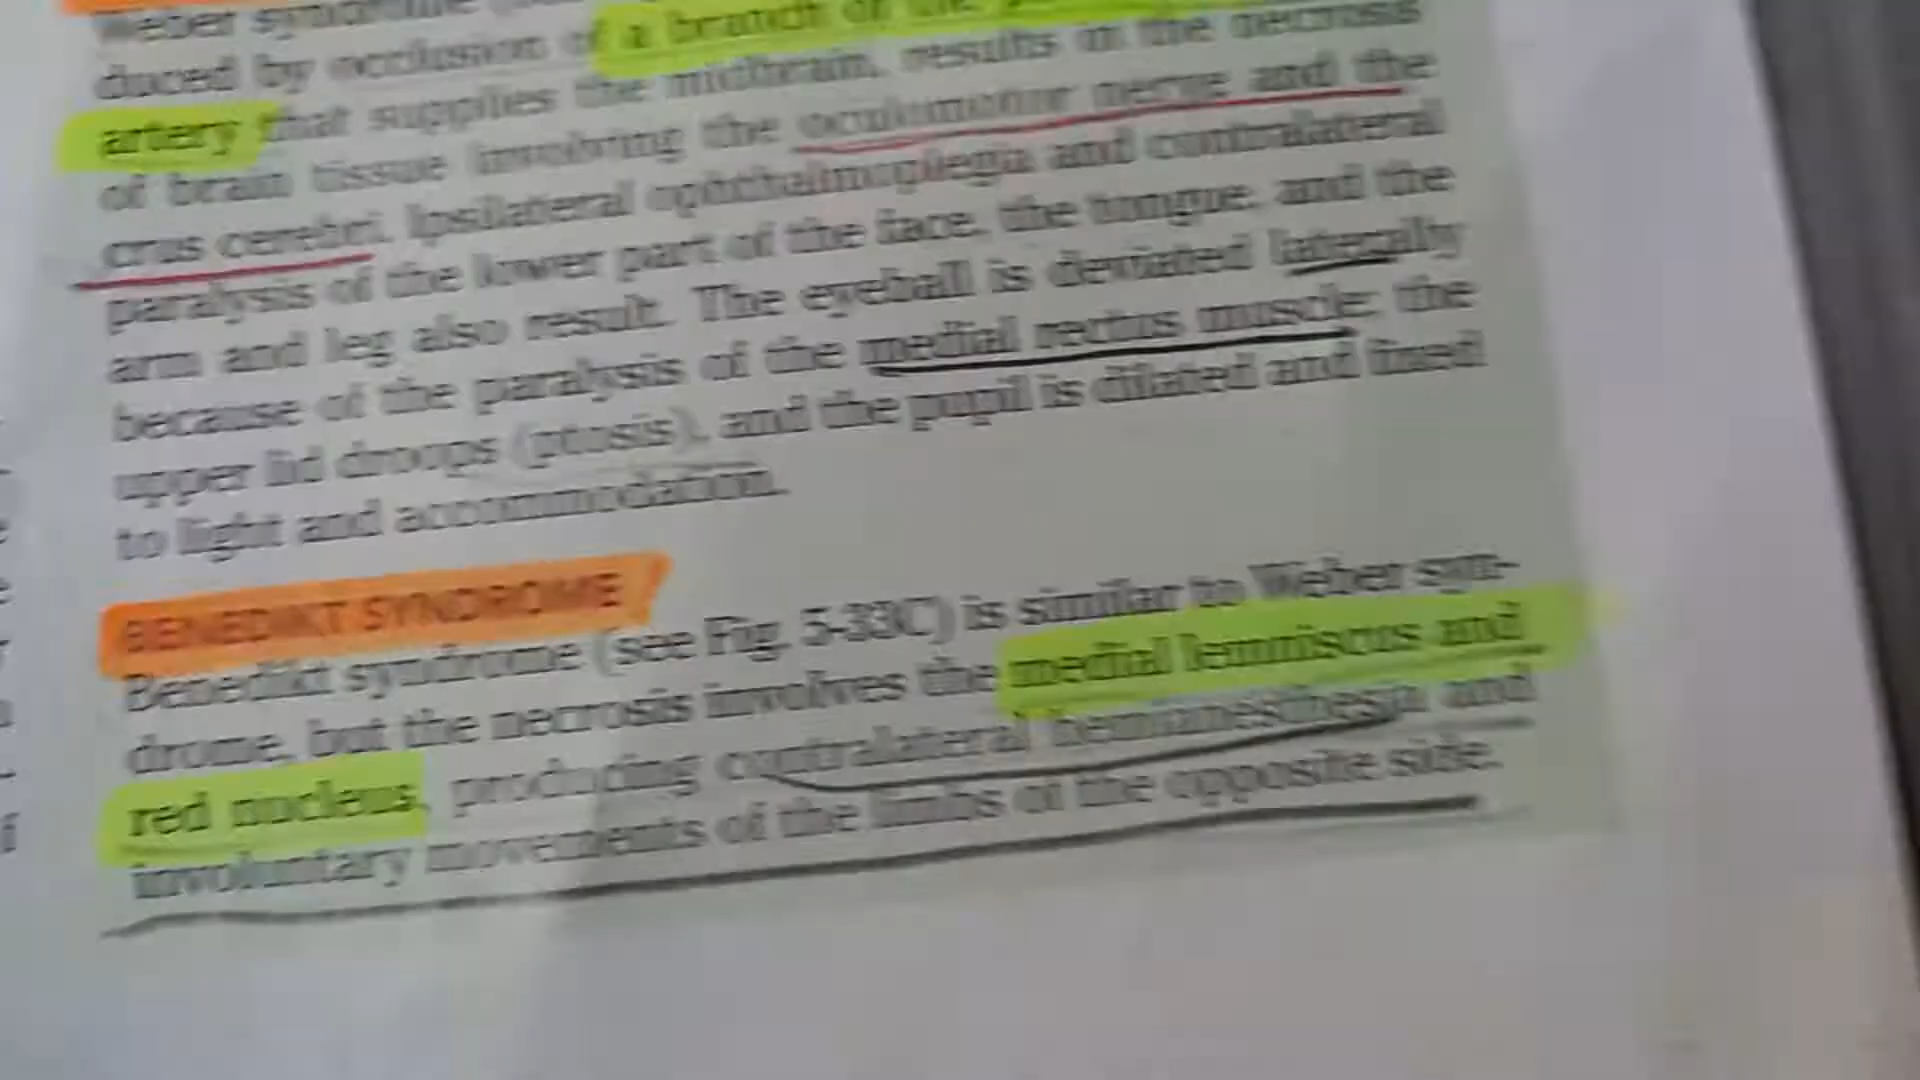 Weber syndrome
duced by occlusion of a branch of the
artery that supplies the midbrain, results in the necrosis
of brain tissue involving the oculomotor nerve and the
crus cerebri. Ipsilateral ophthalmoplegia and contralateral
paralysis of the lower part of the face, the tongue, and the
arm and leg also result. The eyeball is deviated laterally
because of the paralysis of the medial rectus muscle; the
upper lid droops (ptosis), and the pupil is dilated and fixed
to light and accommodation.
BENEDIKT SYNDROME
Benedikt syndrome (see Fig. 5-33C) is similar to Weber syn-
drome, but the necrosis involves the medial lemniscus and
red nucleus, producing contralateral hemianesthesia and
involuntary movements of the limbs of the opposite side.